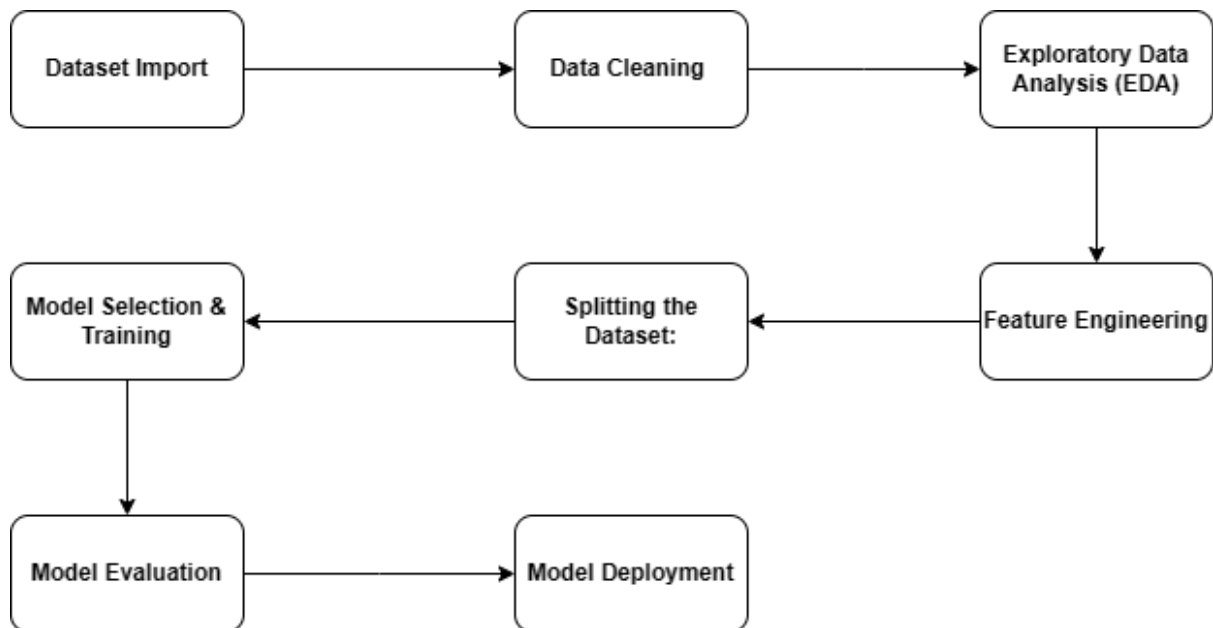 Dataset Import
Data Cleaning
Exploratory Data
Analysis (EDA)
Feature Engineering
Splitting the
Dataset:
Model Selection &
Training
Model Evaluation
Model Deployment